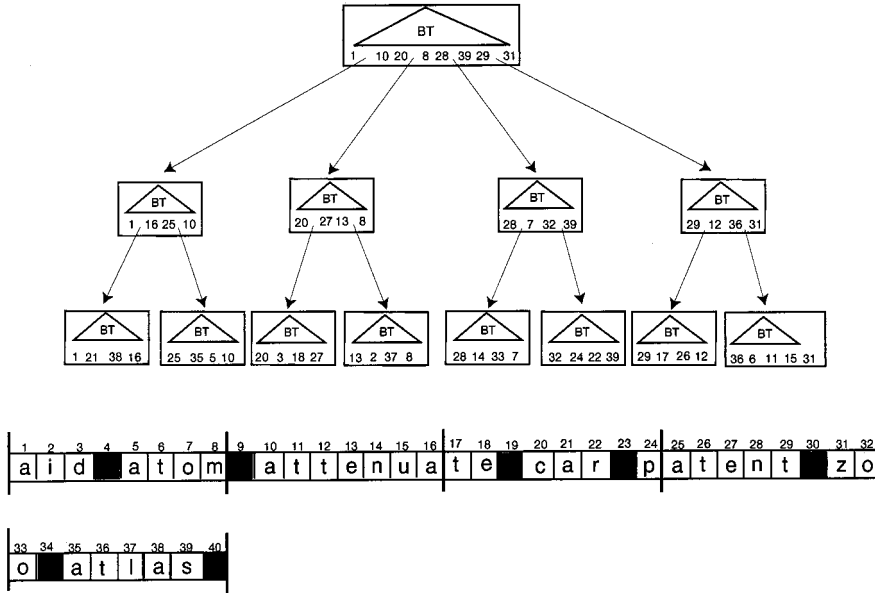 BT
1 10 20 8 28 39 29 31
BT BT BT BT
1 16 25 10 20 27 13 8 28 7 32 39 29 12 36 31
BT BT BT BT BT BT BT BT
1 21 38 16 25 35 5 10 20 3 18 27 13 2 37 8 28 14 33 7 32 24 22 39 29 17 26 12 36 6 11 15 31
1 2 3 4 5 6 7 8 9 10 11 12 13 14 15 16 17 18 19 20 21 22 23 24 25 26 27 28 29 30 31 32
a i d a t o m a t t e n u a t e c a r p a t e n t z o
33 34 35 36 37 38 39 40
o a t l a s